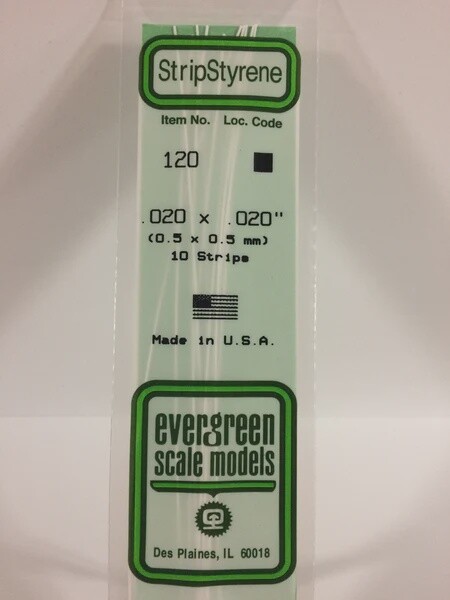 StripStyrene
Item No. Loc. Code
120
.020 x .020"
(0.5 x 0.5 mm)
10 Strips
Made in U.S.A.
evergreen
scale models
Des Plaines, IL 60018